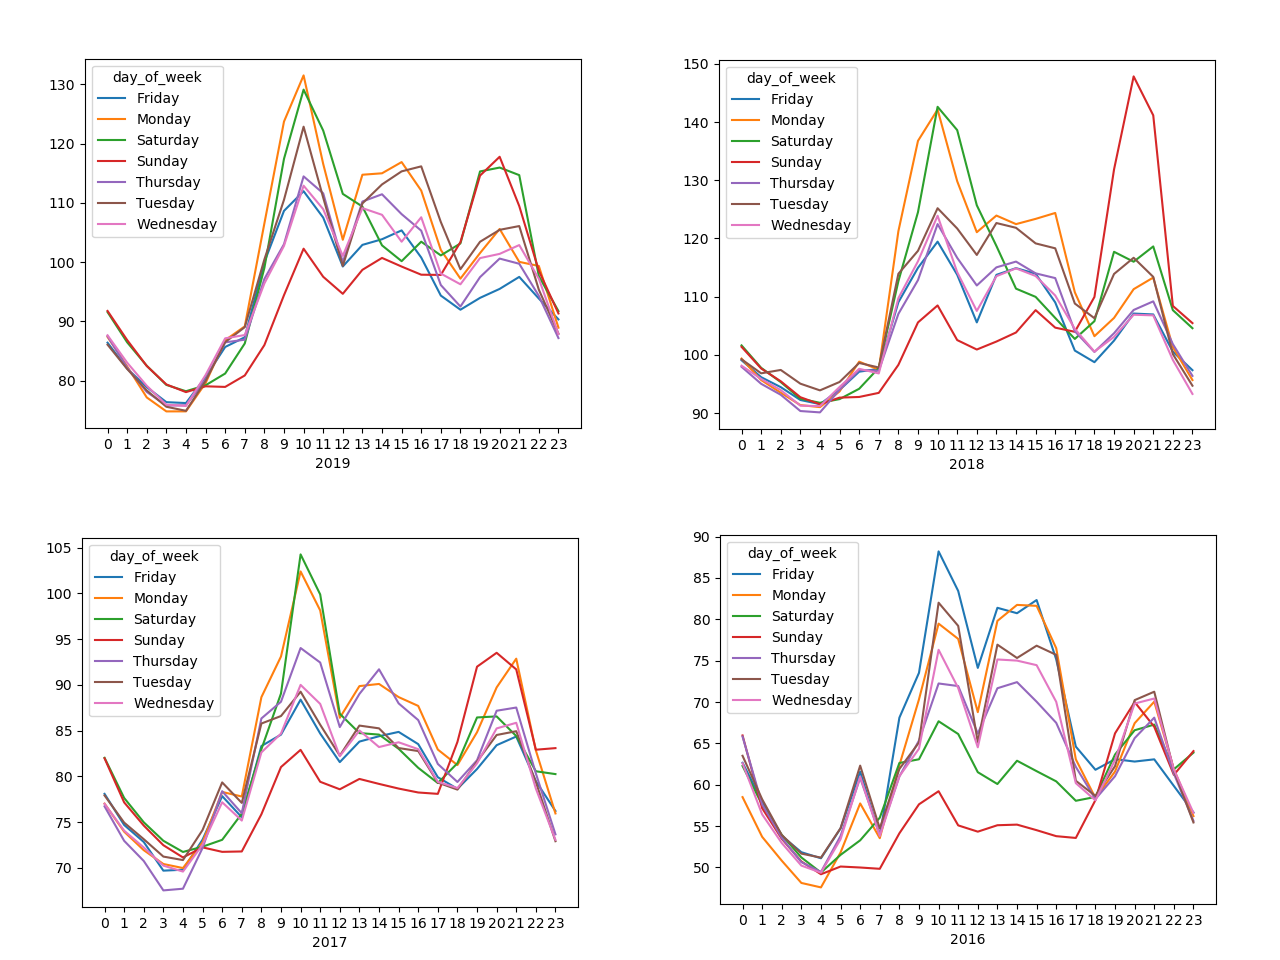 130
120
110
100
90
80
day_of_week
Friday
Monday
Saturday
Sunday
Thursday
Tuesday
Wednesday
0 1 2 3 4 5 6 7 8 9 10 11 12 13 14 15 16 17 18 19 20 21 22 23
2019
150
140
130
120
110
100
90
day_of_week
Friday
Monday
Saturday
Sunday
Thursday
Tuesday
Wednesday
0 1 2 3 4 5 6 7 8 9 10 11 12 13 14 15 16 17 18 19 20 21 22 23
2018
105
100
95
90
85
80
75
70
day_of_week
Friday
Monday
Saturday
Sunday
Thursday
Tuesday
Wednesday
0 1 2 3 4 5 6 7 8 9 10 11 12 13 14 15 16 17 18 19 20 21 22 23
2017
90
85
80
75
70
65
60
55
50
day_of_week
Friday
Monday
Saturday
Sunday
Thursday
Tuesday
Wednesday
0 1 2 3 4 5 6 7 8 9 10 11 12 13 14 15 16 17 18 19 20 21 22 23
2016